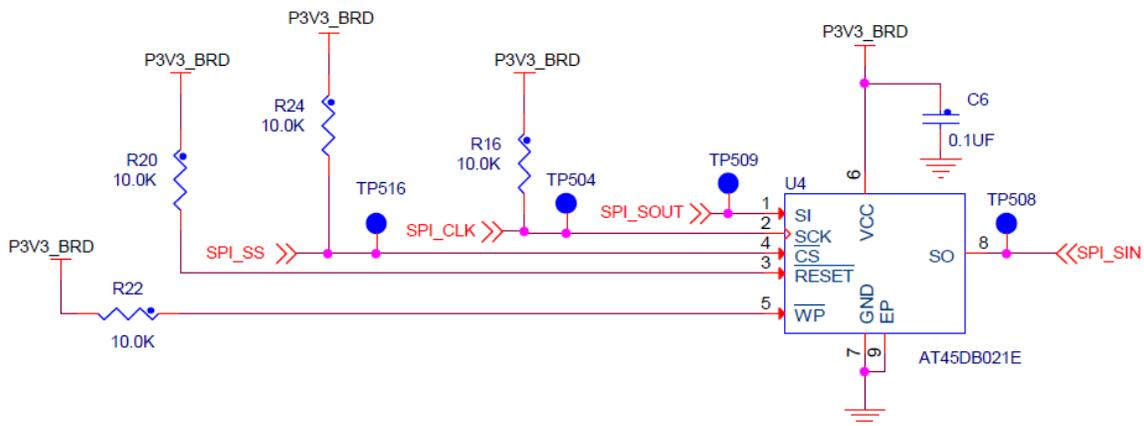 P3V3_BRD
P3V3_BRD
P3V3_BRD
P3V3_BRD
R24
10.0K
C6
0.1UF
R20
10.0K
R16
10.0K
TP516
TP504
TP509
U4
6
TP508
SPI_SOUT
1
SI
VCC
P3V3_BRD
SPI_CLK
2
SCK
SPI_SS
4
CS
SO
8
SPI_SIN
3
RESET
R22
10.0K
5
WP
GND
EP
7
9
AT45DB021E